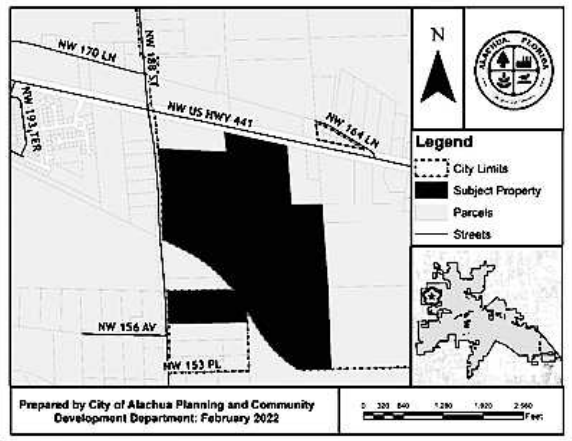 NW 170 LN
NW 188 ST
NW US HWY 441
NW 164 LN
NW 193 TER
NW 156 AV
NW 153 PL
N
ALACHUA, FLORIDA
Legend
City Limits
Subject Property
Parcels
Streets
Prepared by City of Alachua Planning and Community
Development Department: February 2022
0 320 640 1,280 1,920 2,560
Feet